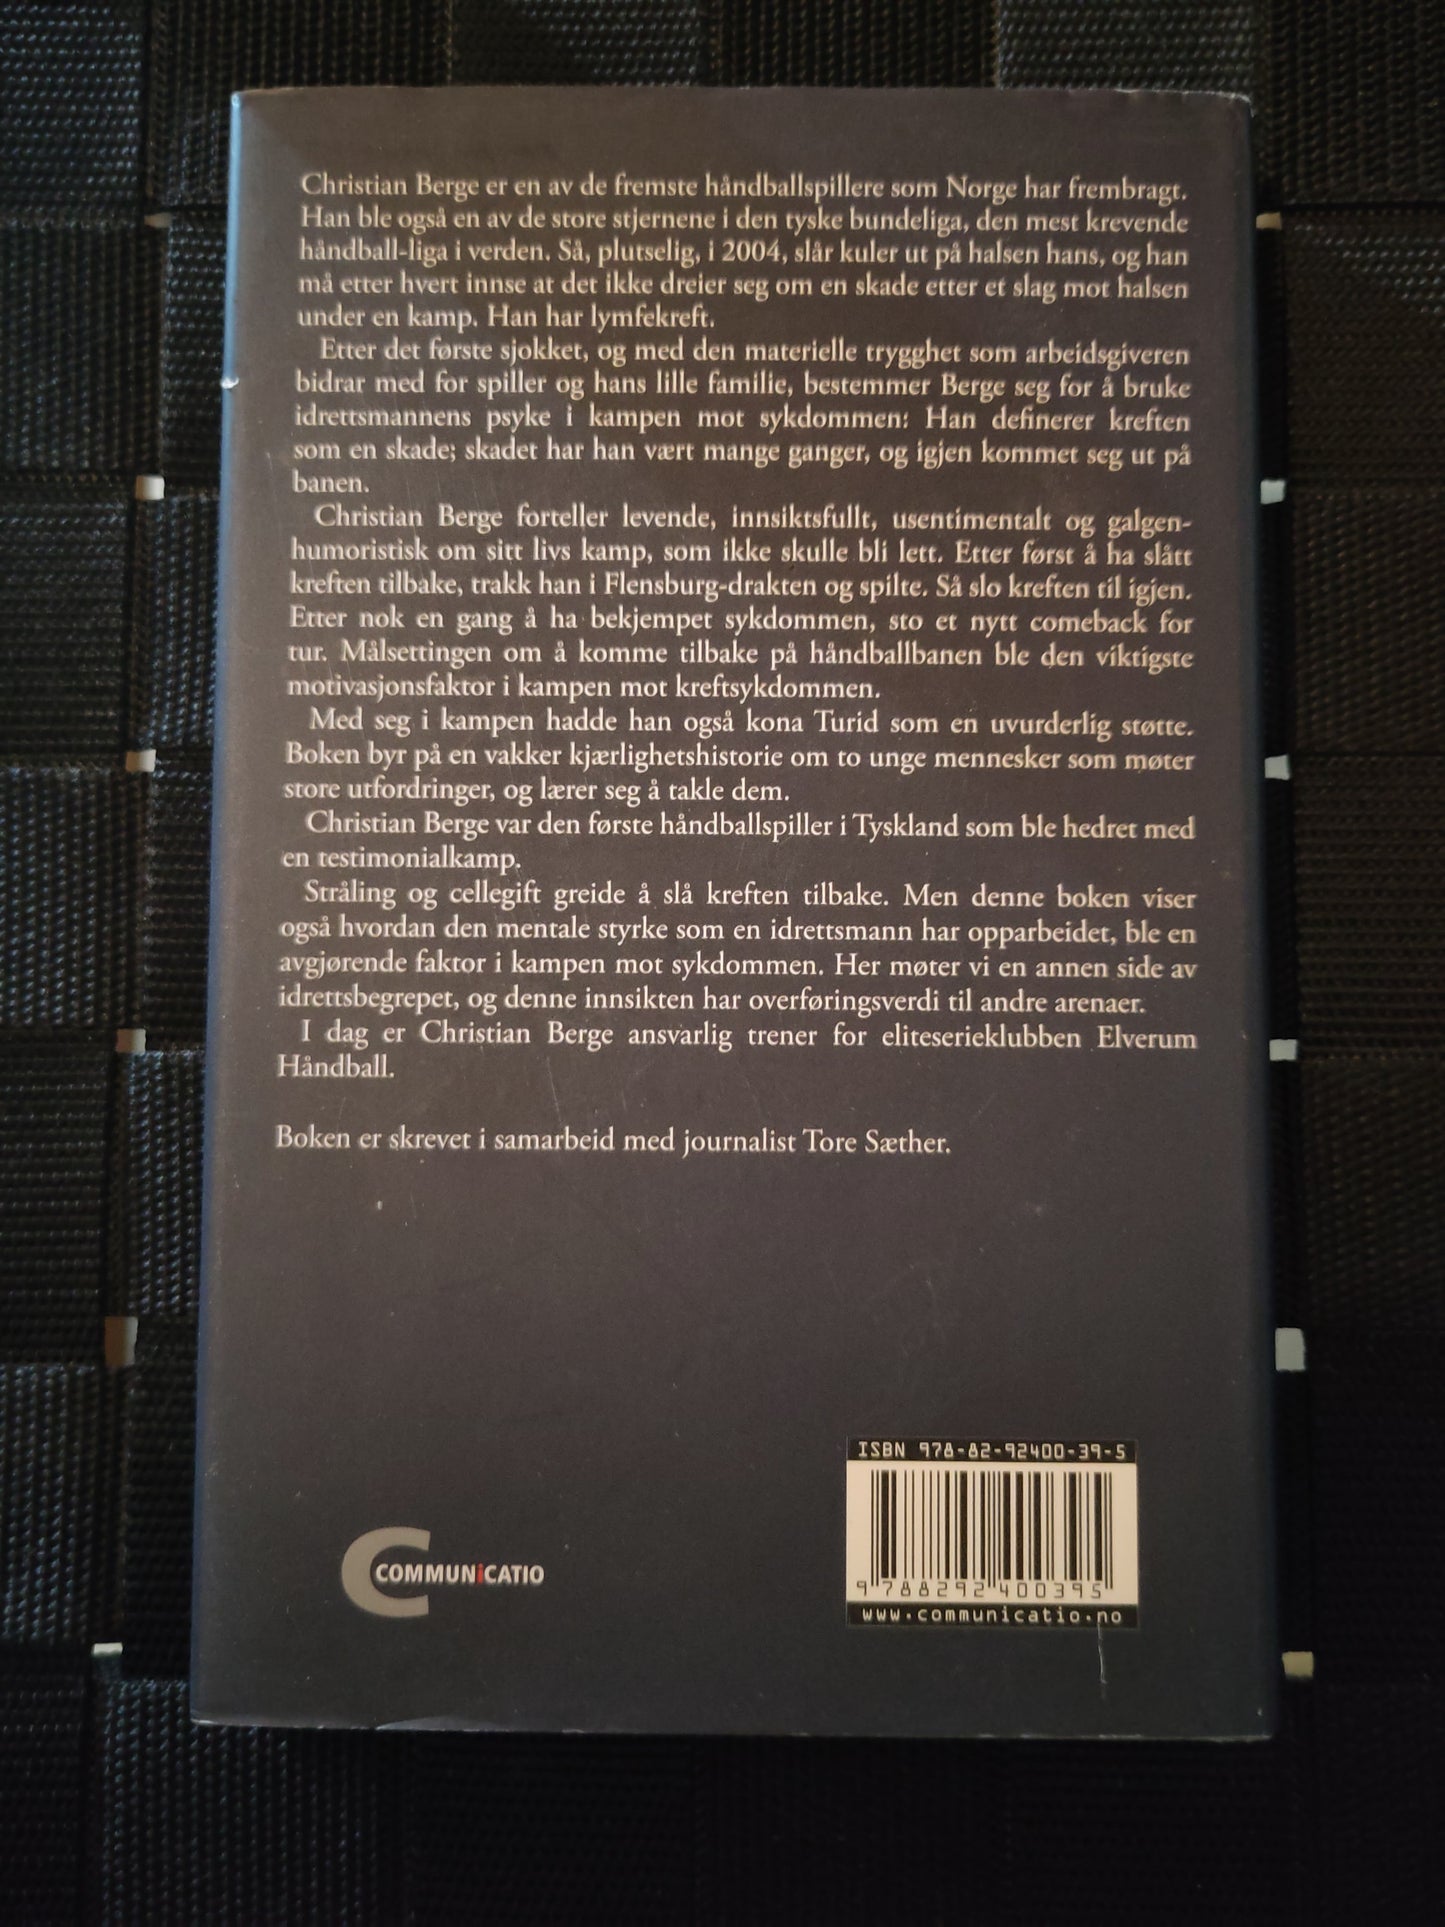 Christian Berge er en av de fremste håndballspillere som Norge har frembragt.
Han ble også en av de store stjernene i den tyske bundeliga, den mest krevende
håndball-liga i verden. Så, plutselig, i 2004, slår kuler ut på halsen hans, og han
må etter hvert innse at det ikke dreier seg om en skade etter et slag mot halsen
under en kamp. Han har lymfekreft.
Etter det første sjokket, og med den materielle trygghet som arbeidsgiveren
bidrar med for spiller og hans lille familie, bestemmer Berge seg for å bruke
idrettsmannens psyke i kampen mot sykdommen: Han definerer kreften
som en skade; skadet har han vært mange ganger, og igjen kommet seg ut på
banen.
Christian Berge forteller levende, innsiktsfullt, usentimentalt og galgen-
humoristisk om sitt livs kamp, som ikke skulle bli lett. Etter først å ha slått
kreften tilbake, trakk han i Flensburg-drakten og spilte. Så slo kreften til igjen.
Etter nok en gang å ha bekjempet sykdommen, sto et nytt comeback for
tur. Målsettingen om å komme tilbake på håndballbanen ble den viktigste
motivasjonsfaktor i kampen mot kreftsykdommen.
Med seg i kampen hadde han også kona Turid som en uvurderlig støtte.
Boken byr på en vakker kjærlighetshistorie om to unge mennesker som møter
store utfordringer, og lærer seg å takle dem.
Christian Berge var den første håndballspiller i Tyskland som ble hedret med
en testimonialkamp.
Stråling og cellegift greide å slå kreften tilbake. Men denne boken viser
også hvordan den mentale styrke som en idrettsmann har opparbeidet, ble en
avgjørende faktor i kampen mot sykdommen. Her møter vi en annen side av
idrettsbegrepet, og denne innsikten har overføringsverdi til andre arenaer.
I dag er Christian Berge ansvarlig trener for eliteserieklubben Elverum
Håndball.
Boken er skrevet i samarbeid med journalist Tore Sæther.
ISBN 978-82-92400-39-5
9 788292 400395
www.communicatio.no
COMMUNiCATIO